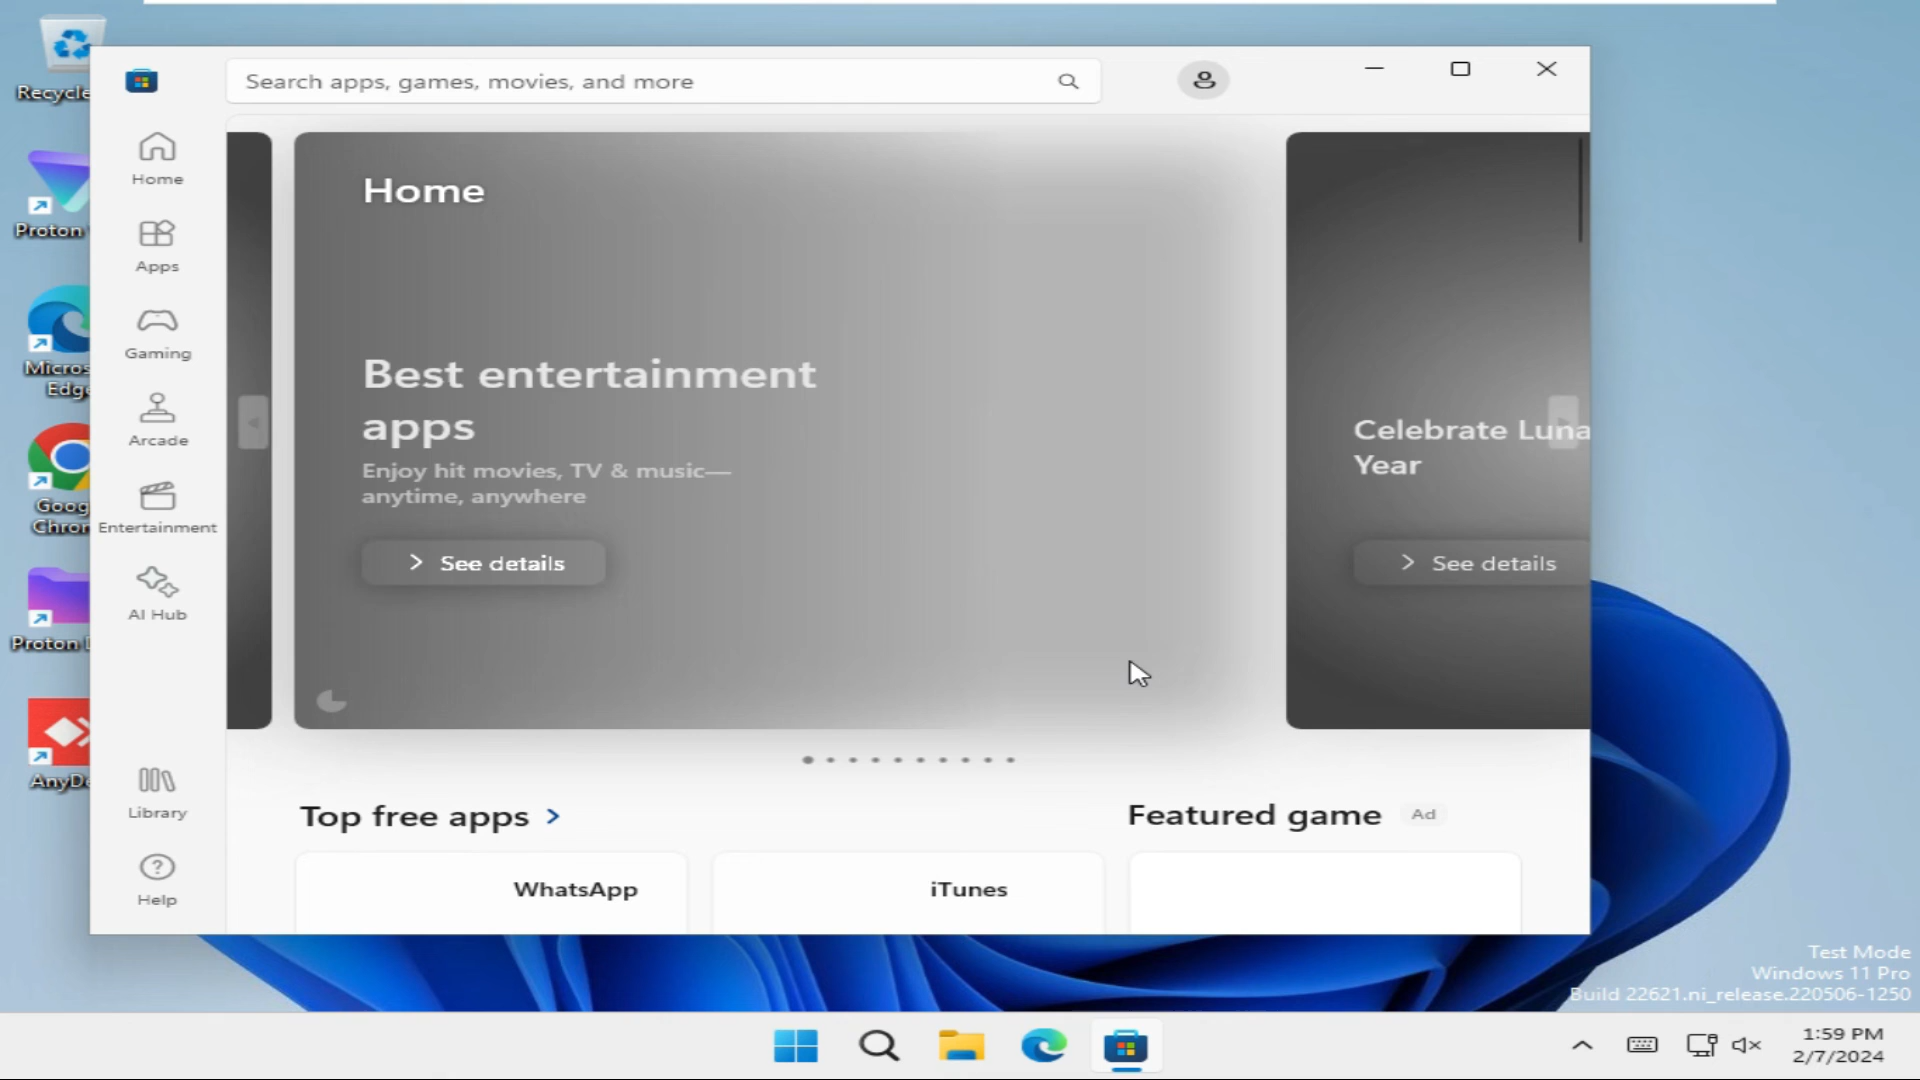 Recycle
Proton
Micros
Edge
Goog
Chron
Proton
AnyDe
Search apps, games, movies, and more
Home
Apps
Gaming
Arcade
Entertainment
AI Hub
Library
Help
Home
Best entertainment
apps
Enjoy hit movies, TV & music—
anytime, anywhere
See details
Celebrate Luna
Year
See details
Top free apps
Featured game Ad
WhatsApp
iTunes
Test Mode
Windows 11 Pro
Build 22621.ni_release.220506-1250
1:59 PM
2/7/2024